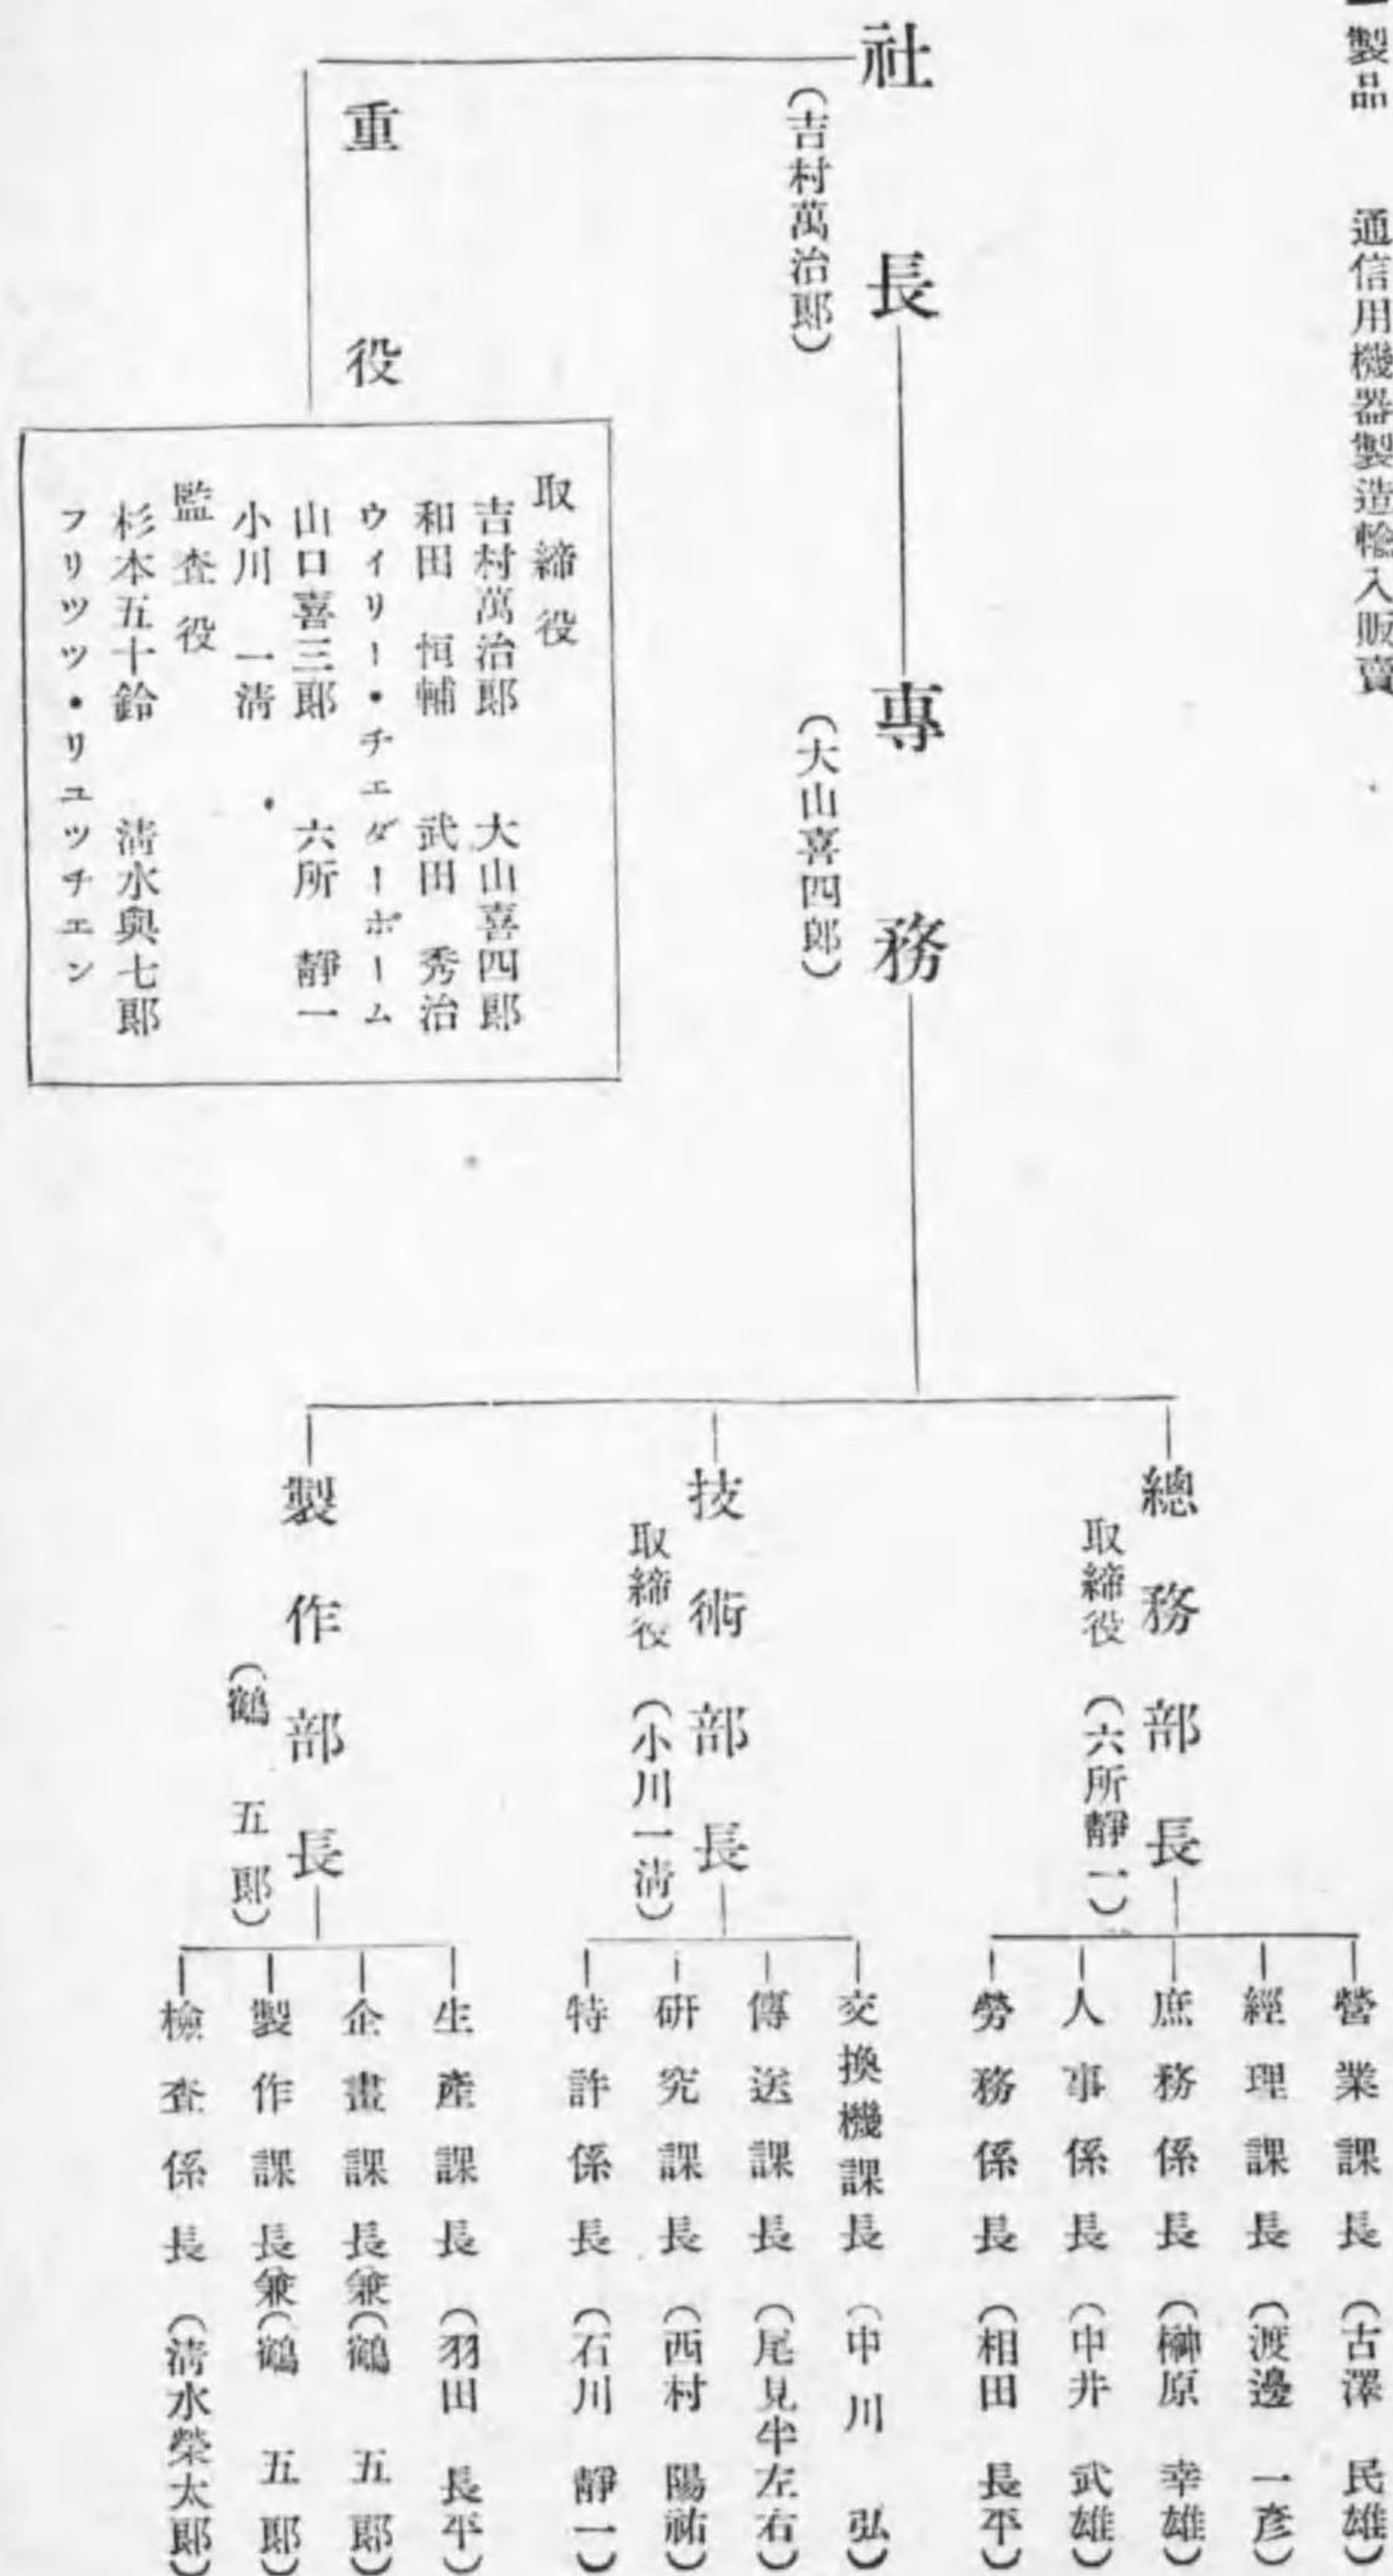 製品　通信用機器製造輸入販賣
社長
（吉村萬治郎）
專務
（大山喜四郎）
重役
取締役
吉村萬治郎　大山喜四郎
和田　恒輔　武田　秀治
ウイリー・チエダーボーム
山口喜三郎　六所　靜一
小川　一淸
監査役
杉本五十鈴　淸水與七郎
フリツツ・リユツチエン
總務部長
取締役　（六所靜一）
營業課長（古澤　民雄）
經理課長（渡邊　一彥）
庶務係長（榊原　幸雄）
人事係長（中井　武雄）
勞務係長（相田　長平）
技術部長
取締役　（小川一淸）
交換機課長（中川　弘）
傳送課長（尾見半左右）
硏究課長（西村　陽祐）
特許係長（石川　靜一）
製作部長
（鶴　五郎）
生產課長（羽田　長平）
企畫課長兼（鶴　五郎）
製作課長兼（鶴　五郎）
檢査係長（淸水榮太郎）